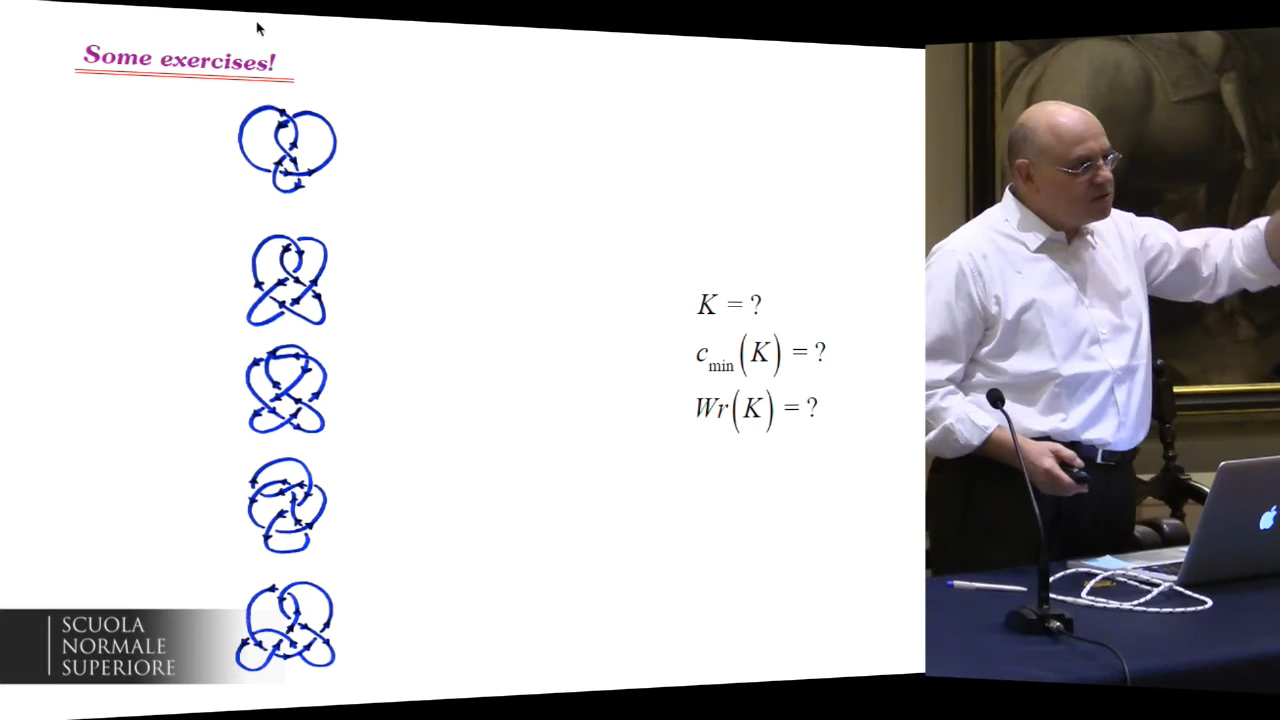 Some exercises!
K = ?
c_min(K) = ?
Wr(K) = ?
SCUOLA
NORMALE
SUPERIORE